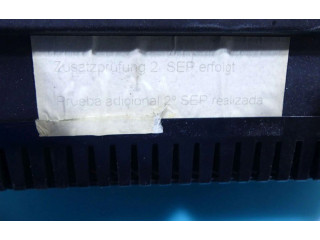 Zusatzprüfung 2. SEP erfolgt
Prueba adicional 2° SEP realizada